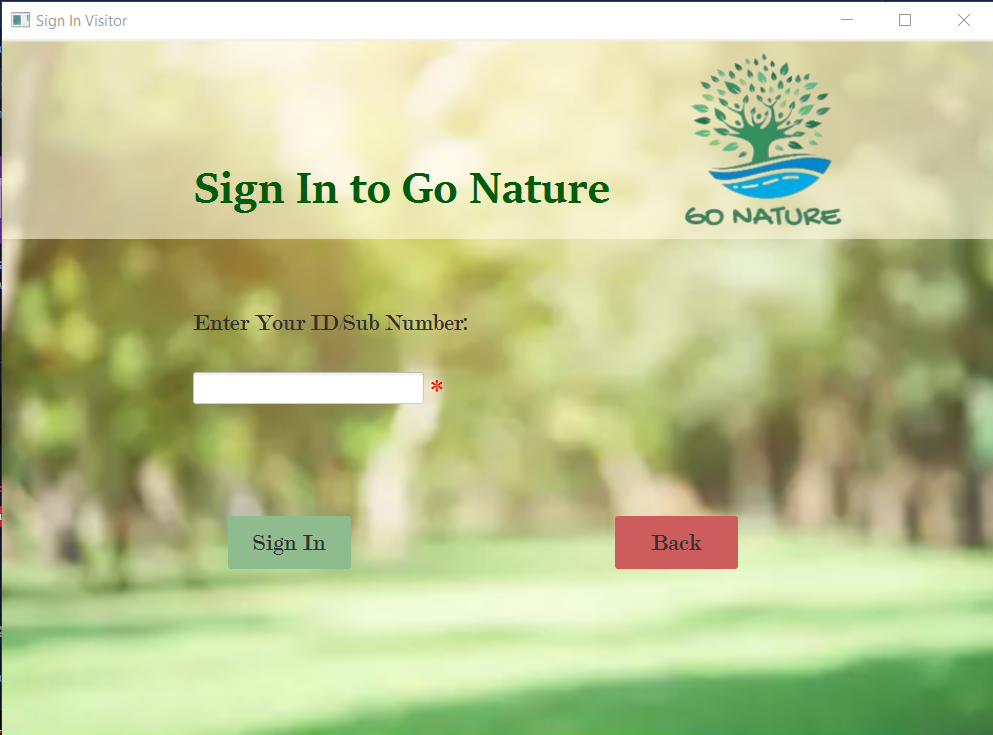 Sign In Visitor
GO NATURE
Sign In to Go Nature
Enter Your ID/Sub Number:
*
Sign In
Back